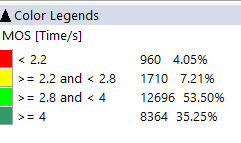 Color Legends
MOS [Time/s]
< 2.2 960 4.05%
>= 2.2 and < 2.8 1710 7.21%
>= 2.8 and < 4 12696 53.50%
>= 4 8364 35.25%